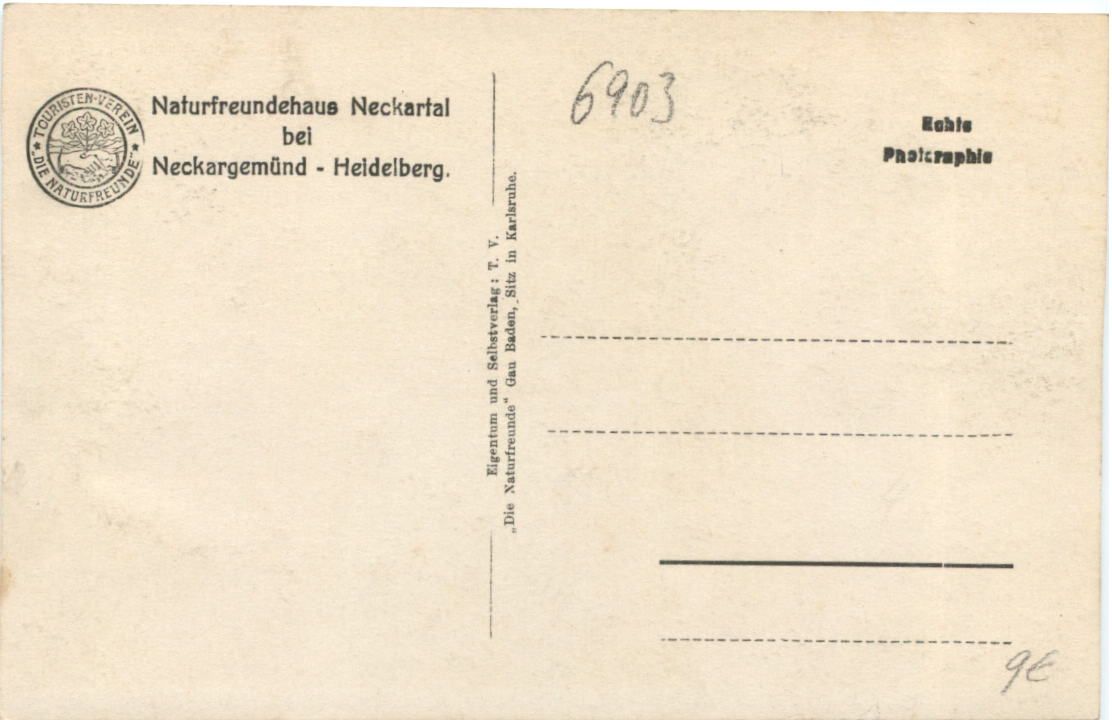 TOURISTEN-VEREIN
"DIE NATURFREUNDE"
Naturfreundehaus Neckartal
bei
Neckargemünd - Heidelberg.
Eigentum und Selbstverlag: T. V.
„Die Naturfreunde“ Gau Baden, Sitz in Karlsruhe.
6903
Echte
Photographie
9€